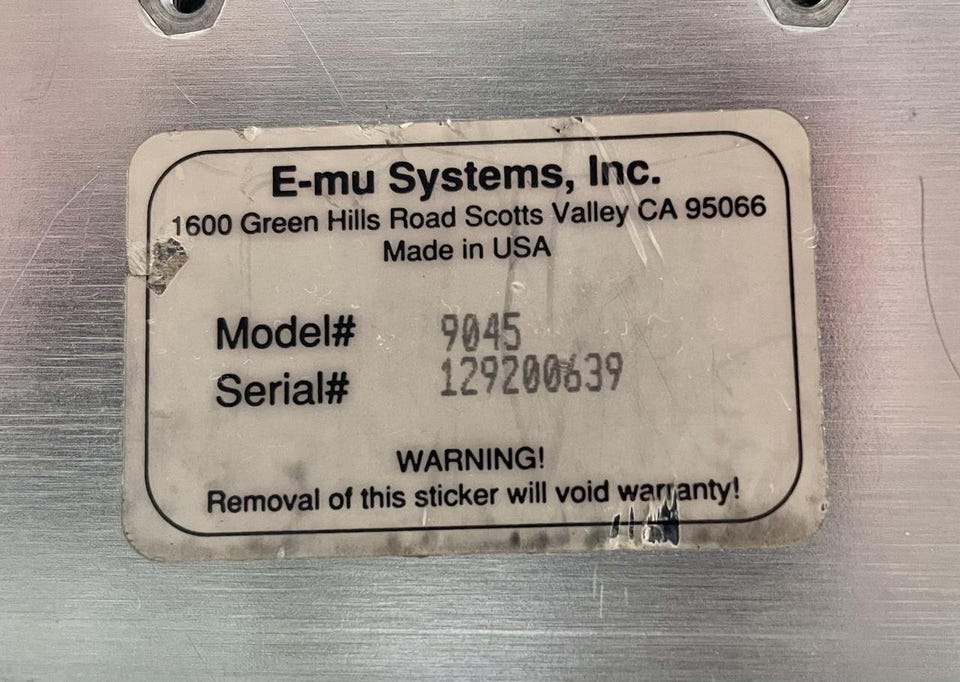 E-mu Systems, Inc.
1600 Green Hills Road Scotts Valley CA 95066
Made in USA
Model# 9045
Serial# 129200639
WARNING!
Removal of this sticker will void warranty!